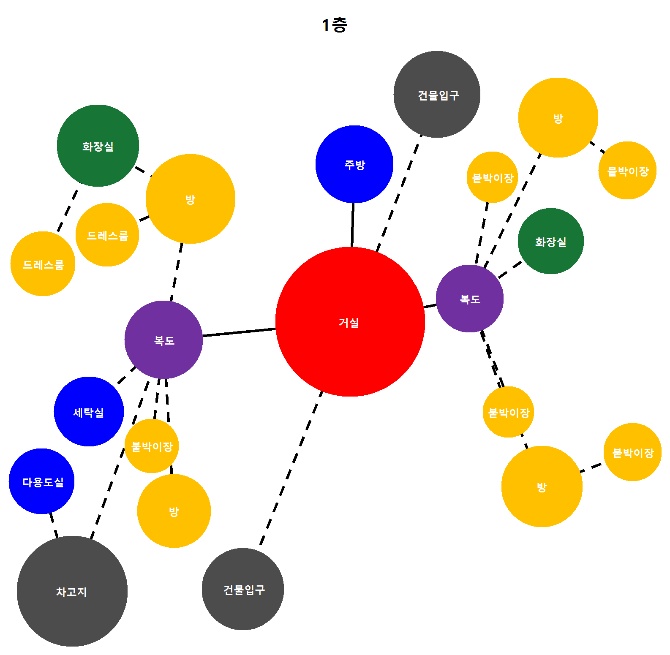 1층
건물입구
방
화장실
주방
붙박이장
붙박이장
방
드레스룸
화장실
드레스룸
복도
거실
복도
세탁실
붙박이장
붙박이장
붙박이장
다용도실
방
방
차고지
건물입구